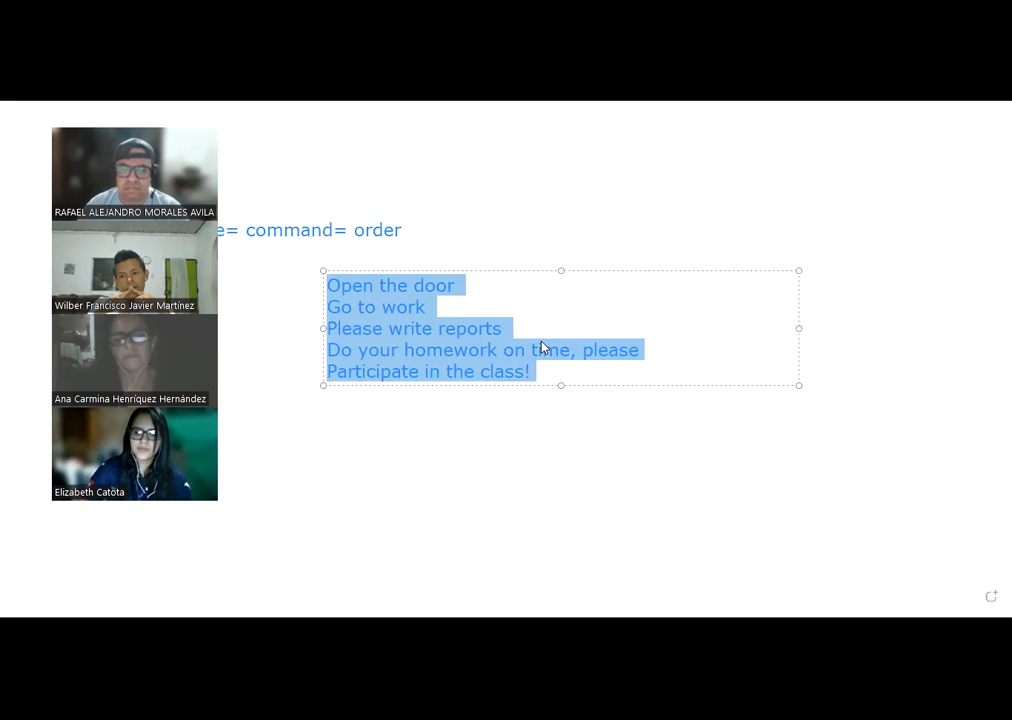 RAFAEL ALEJANDRO MORALES AVILA
e= command= order
Open the door
Go to work
Wilber Francisco Javier Martínez
Please write reports
Do your homework on time, please
Participate in the class!
Ana Carmina Henríquez Hernández
Elizabeth Catota